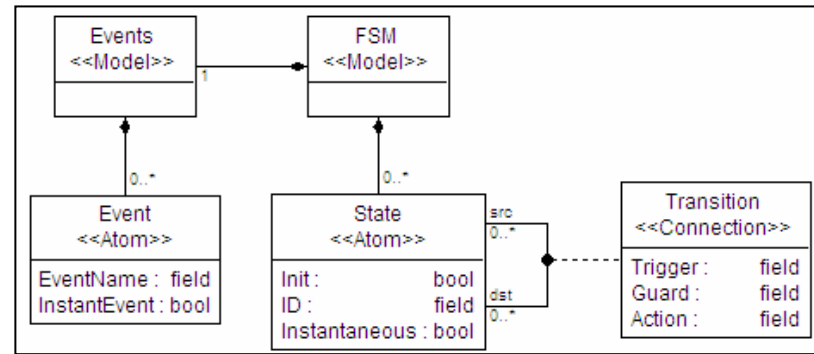 Events
<<Model>>
FSM
<<Model>>
1
0..*
0..*
Event
<<Atom>>
EventName : field
InstantEvent : bool
State
<<Atom>>
Init : bool
ID : field
Instantaneous : bool
src
0..*
dst
0..*
Transition
<<Connection>>
Trigger : field
Guard : field
Action : field